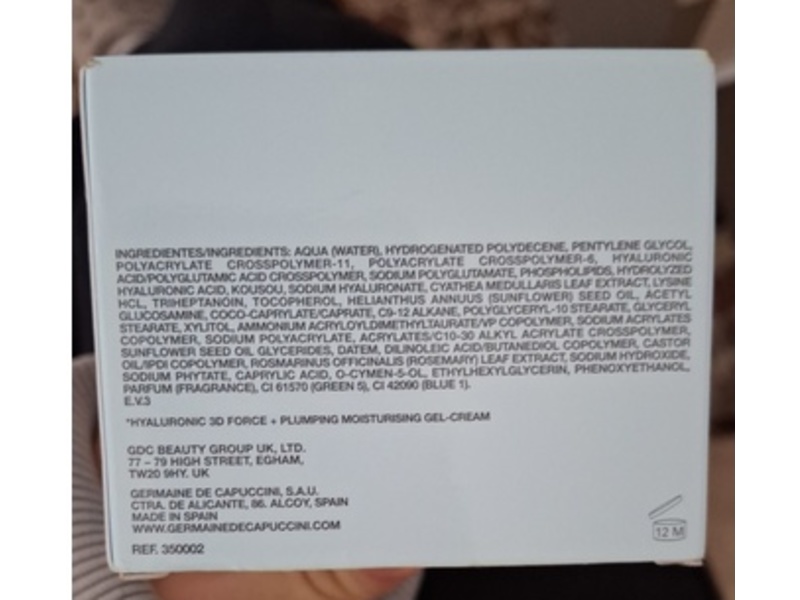 INGREDIENTES/INGREDIENTS: AQUA (WATER), HYDROGENATED POLYDECENE, PENTYLENE GLYCOL,
POLYACRYLATE CROSSPOLYMER-11, POLYACRYLATE CROSSPOLYMER-6, HYALURONIC
ACID/POLYGLUTAMIC ACID CROSSPOLYMER, SODIUM POLYGLUTAMATE, PHOSPHOLIPIDS, HYDROLYZED
HYALURONIC ACID, KOUSOU, SODIUM HYALURONATE, CYATHEA MEDULLARIS LEAF EXTRACT, LYSINE
HCL, TRIHEPTANOIN, TOCOPHEROL, HELIANTHUS ANNUUS (SUNFLOWER) SEED OIL, ACETYL
GLUCOSAMINE, COCO-CAPRYLATE/CAPRATE, C9-12 ALKANE, POLYGLYCERYL-10 STEARATE, GLYCERYL
STEARATE, XYLITOL, AMMONIUM ACRYLOYLDIMETHYLTAURATE/VP COPOLYMER, SODIUM ACRYLATES
COPOLYMER, SODIUM POLYACRYLATE, ACRYLATES/C10-30 ALKYL ACRYLATE CROSSPOLYMER,
SUNFLOWER SEED OIL GLYCERIDES, DATEM, DILINOLEIC ACID/BUTANEDIOL COPOLYMER, CASTOR
OIL/IPDI COPOLYMER, ROSMARINUS OFFICINALIS (ROSEMARY) LEAF EXTRACT, SODIUM HYDROXIDE,
SODIUM PHYTATE, CAPRYLIC ACID, O-CYMEN-5-OL, ETHYLHEXYLGLYCERIN, PHENOXYETHANOL,
PARFUM (FRAGRANCE), CI 61570 (GREEN 5), CI 42090 (BLUE 1).
E.V.3
*HYALURONIC 3D FORCE + PLUMPING MOISTURISING GEL-CREAM
GDC BEAUTY GROUP UK, LTD.
77 – 79 HIGH STREET, EGHAM,
TW20 9HY. UK
GERMAINE DE CAPUCCINI, S.A.U.
CTRA. DE ALICANTE, 86. ALCOY, SPAIN
MADE IN SPAIN
WWW.GERMAINEDECAPUCCINI.COM
REF. 350002
12 M